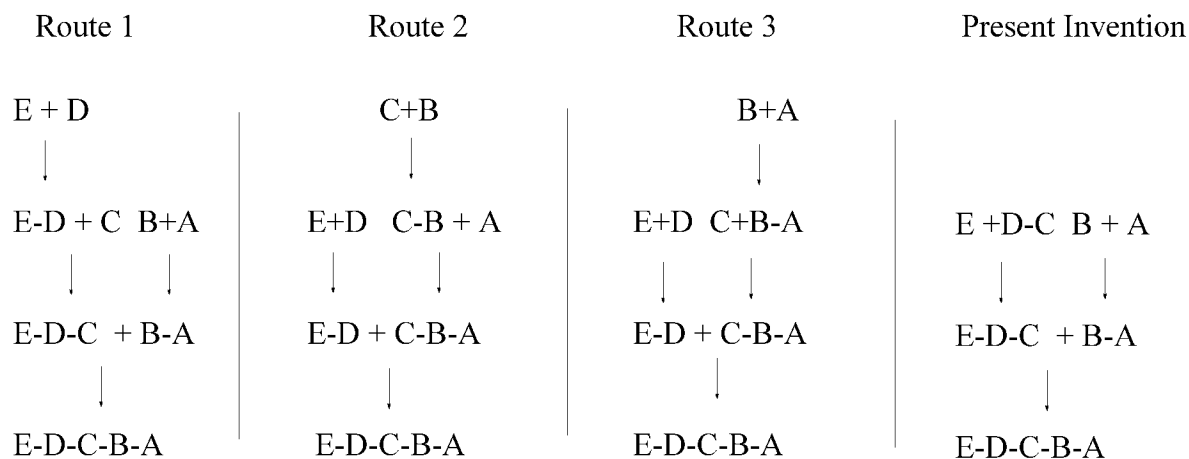 Route 1
Route 2
Route 3
Present Invention
E + D
C+B
B+A
E-D + C B+A
E+D C-B + A
E+D C+B-A
E +D-C B + A
E-D-C + B-A
E-D + C-B-A
E-D + C-B-A
E-D-C + B-A
E-D-C-B-A
E-D-C-B-A
E-D-C-B-A
E-D-C-B-A